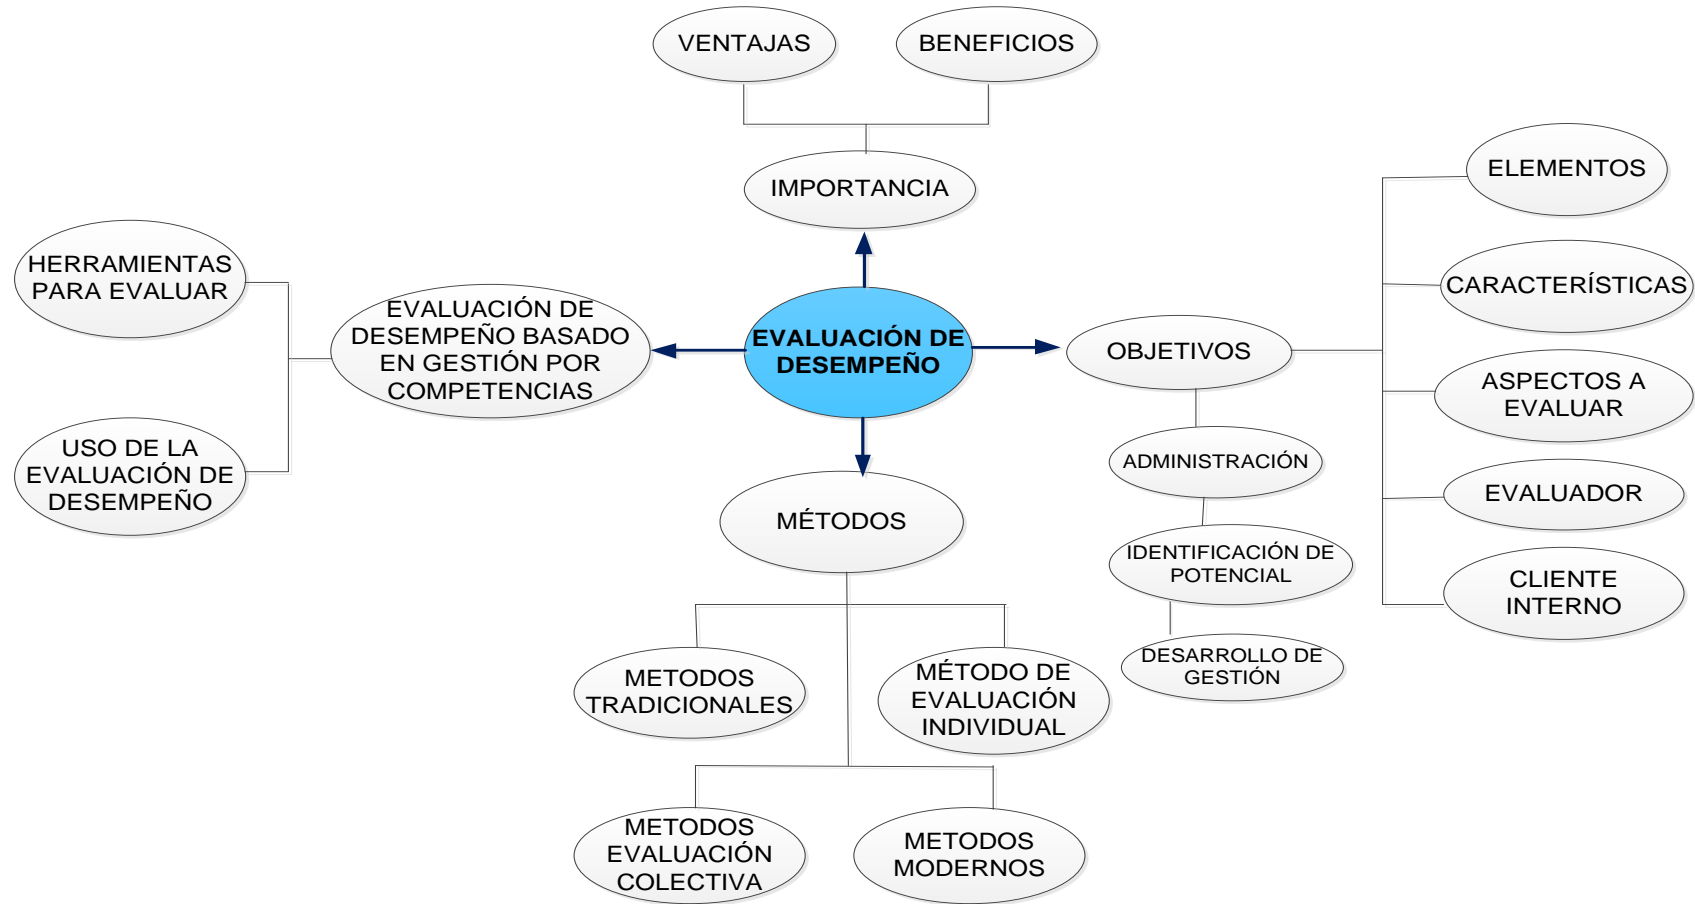 VENTAJAS
BENEFICIOS
IMPORTANCIA
ELEMENTOS
CARACTERÍSTICAS
ASPECTOS A
EVALUAR
EVALUADOR
CLIENTE
INTERNO
HERRAMIENTAS
PARA EVALUAR
USO DE LA
EVALUACIÓN DE
DESEMPEÑO
EVALUACIÓN DE
DESEMPEÑO BASADO
EN GESTIÓN POR
COMPETENCIAS
EVALUACIÓN DE
DESEMPEÑO
OBJETIVOS
ADMINISTRACIÓN
IDENTIFICACIÓN DE
POTENCIAL
DESARROLLO DE
GESTIÓN
MÉTODOS
METODOS
TRADICIONALES
MÉTODO DE
EVALUACIÓN
INDIVIDUAL
METODOS
EVALUACIÓN
COLECTIVA
METODOS
MODERNOS